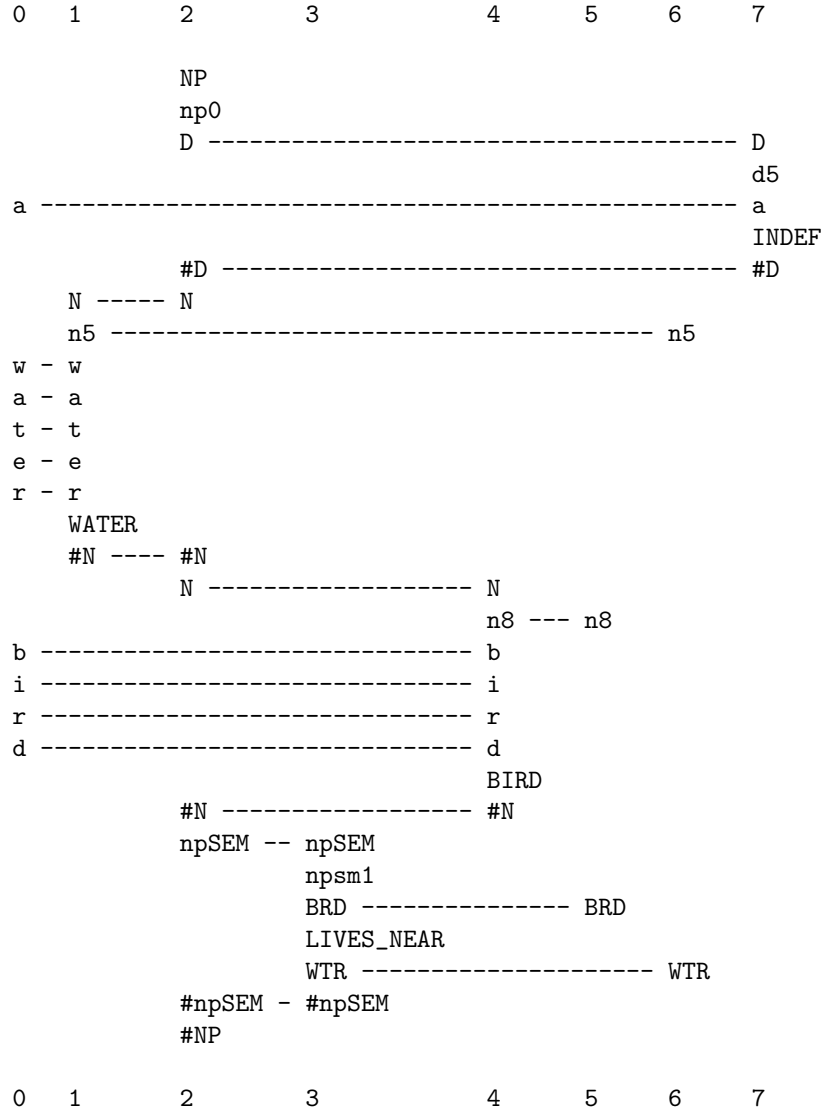 0 1 2 3 4 5 6 7
NP
np0
D ------------------------------------- D
d5
a ------------------------------------------------- a
INDEF
#D ------------------------------------ #D
N ----- N
n5 -------------------------------------- n5
w - w
a - a
t - t
e - e
r - r
WATER
#N ---- #N
N ------------------- N
n8 --- n8
b ------------------------------- b
i ------------------------------- i
r ------------------------------- r
d ------------------------------- d
BIRD
#N ------------------ #N
npSEM -- npSEM
npsm1
BRD --------------- BRD
LIVES_NEAR
WTR --------------------- WTR
#npSEM - #npSEM
#NP
0 1 2 3 4 5 6 7